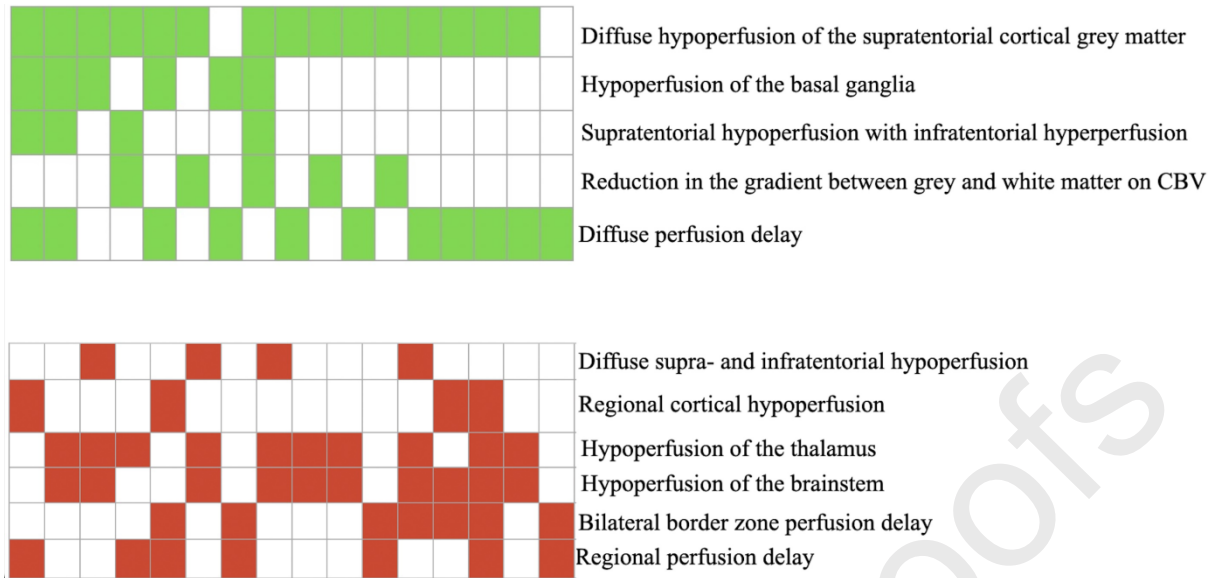 Diffuse hypoperfusion of the supratentorial cortical grey matter
Hypoperfusion of the basal ganglia
Supratentorial hypoperfusion with infratentorial hyperperfusion
Reduction in the gradient between grey and white matter on CBV
Diffuse perfusion delay
Diffuse supra- and infratentorial hypoperfusion
Regional cortical hypoperfusion
Hypoperfusion of the thalamus
Hypoperfusion of the brainstem
Bilateral border zone perfusion delay
Regional perfusion delay
oofs